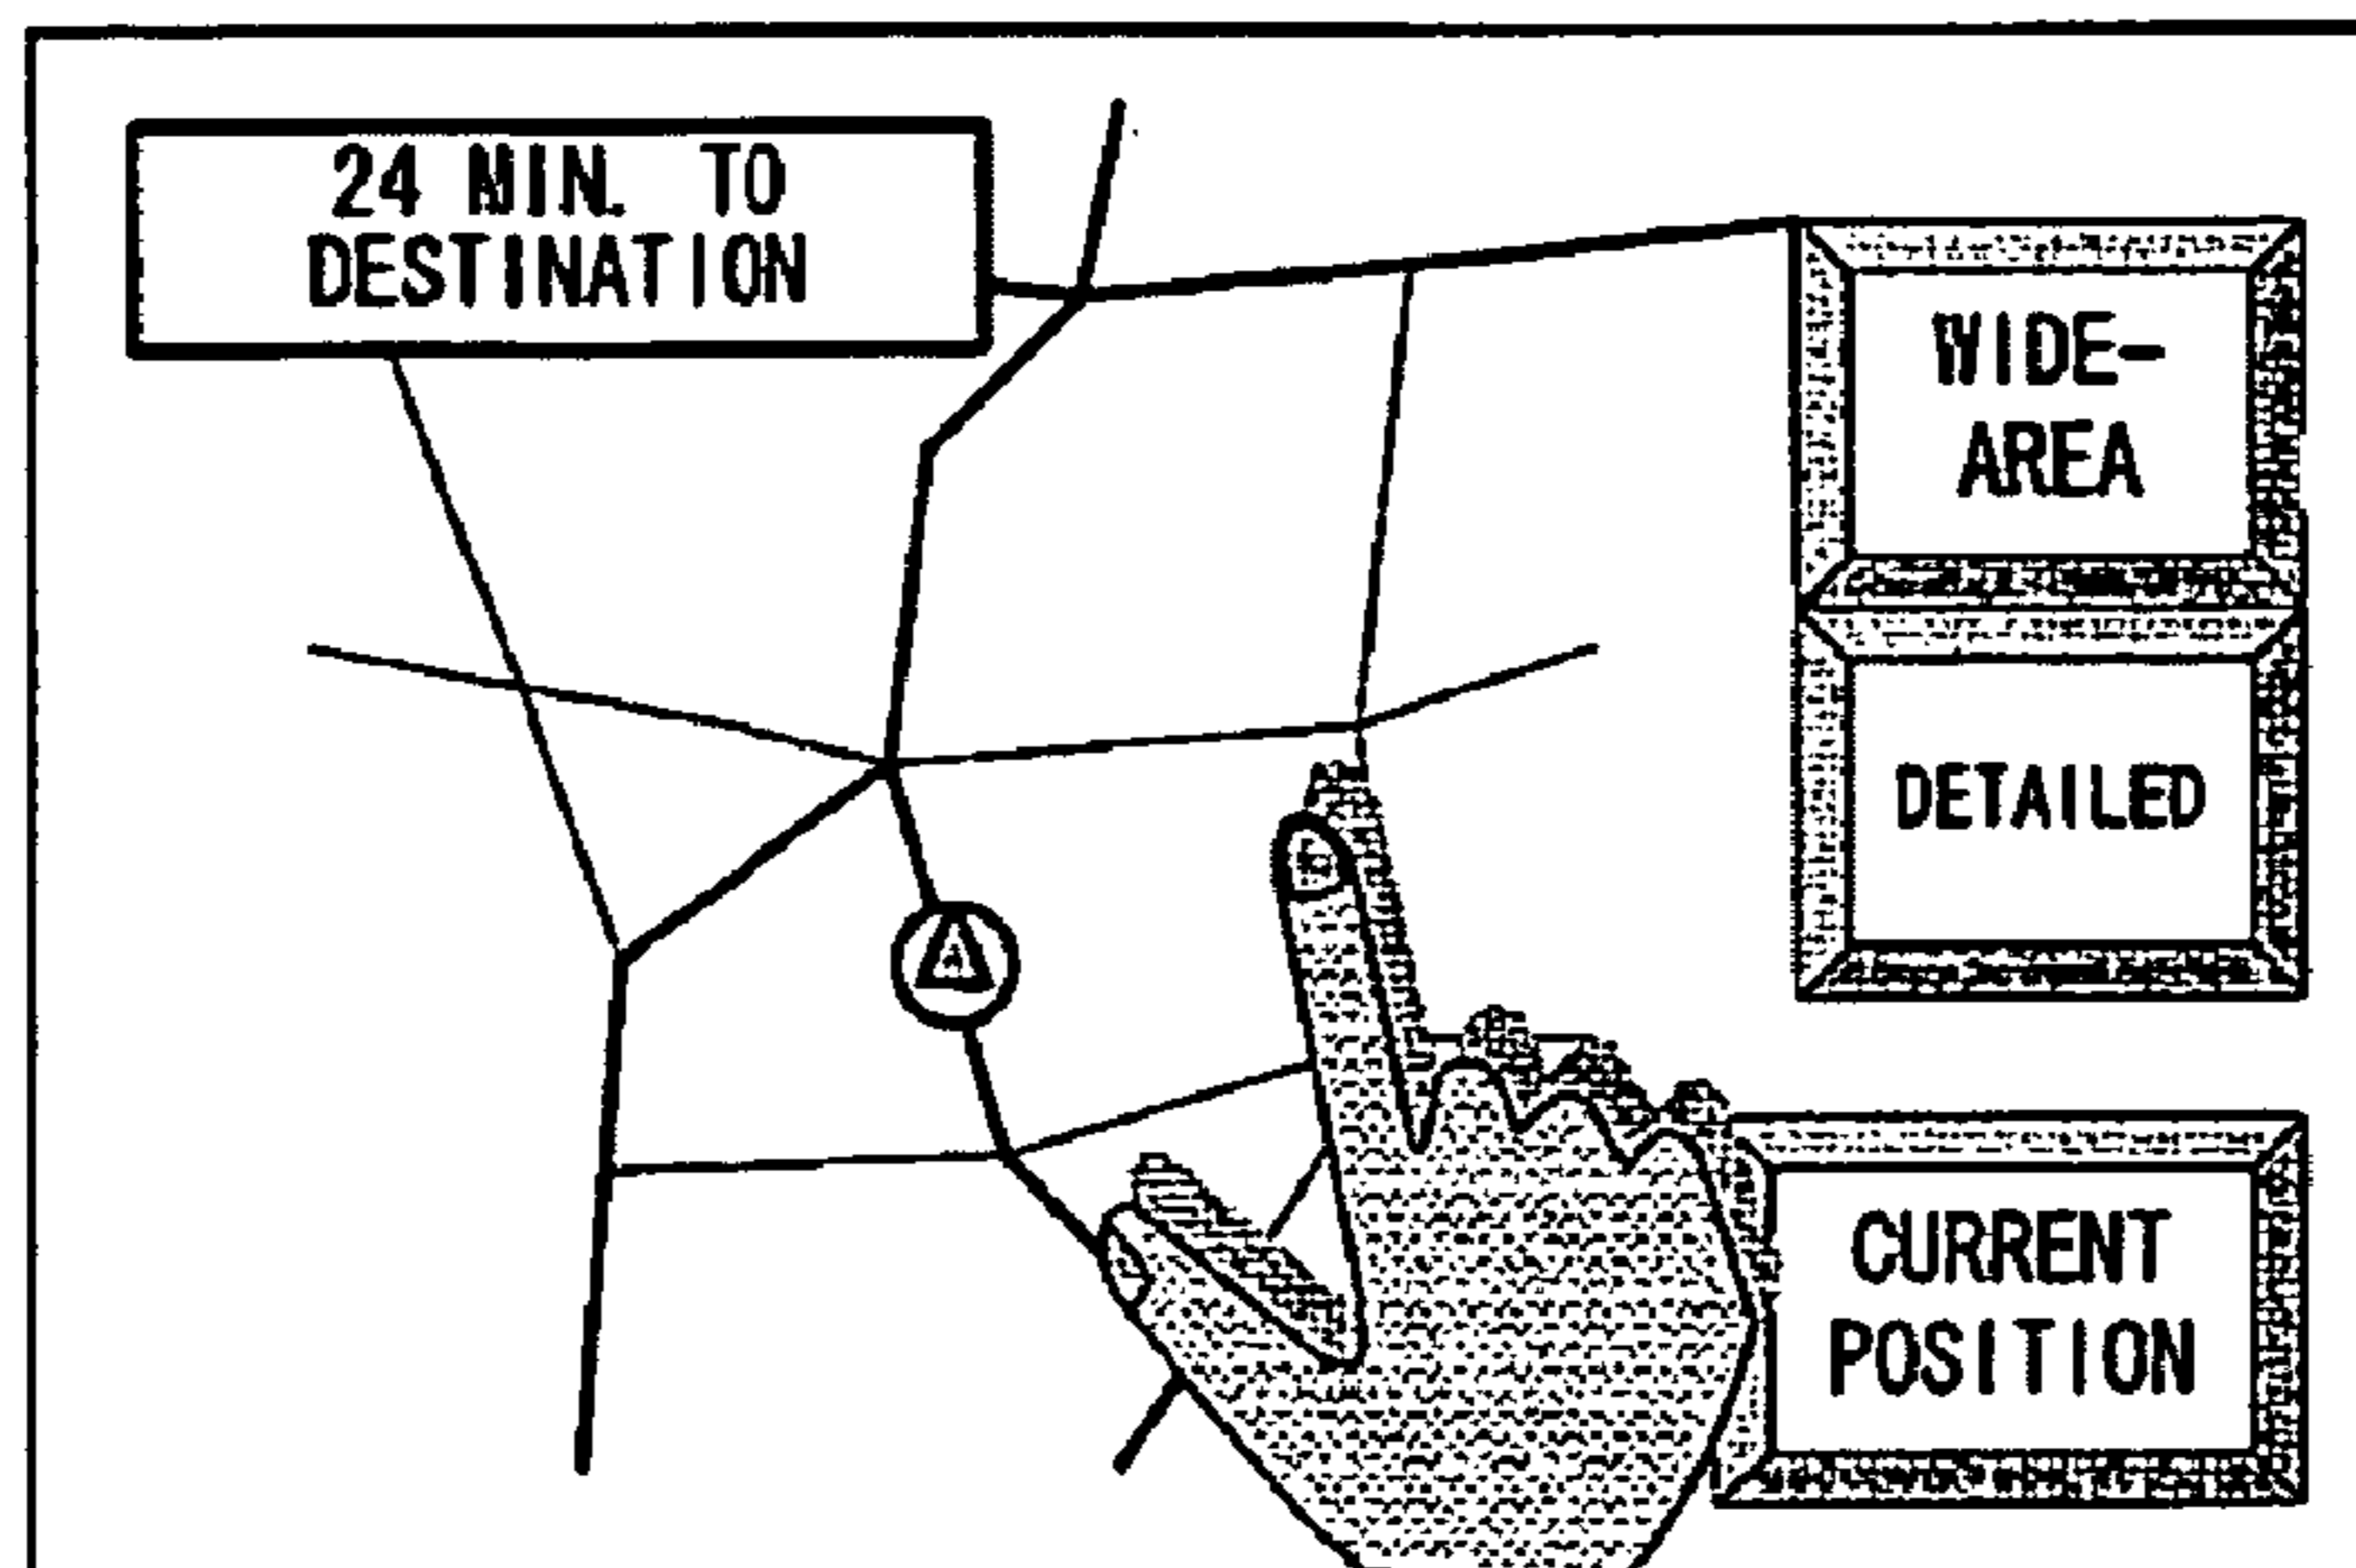 24 MIN. TO
DESTINATION
WIDE-
AREA
DETAILED
CURRENT
POSITION